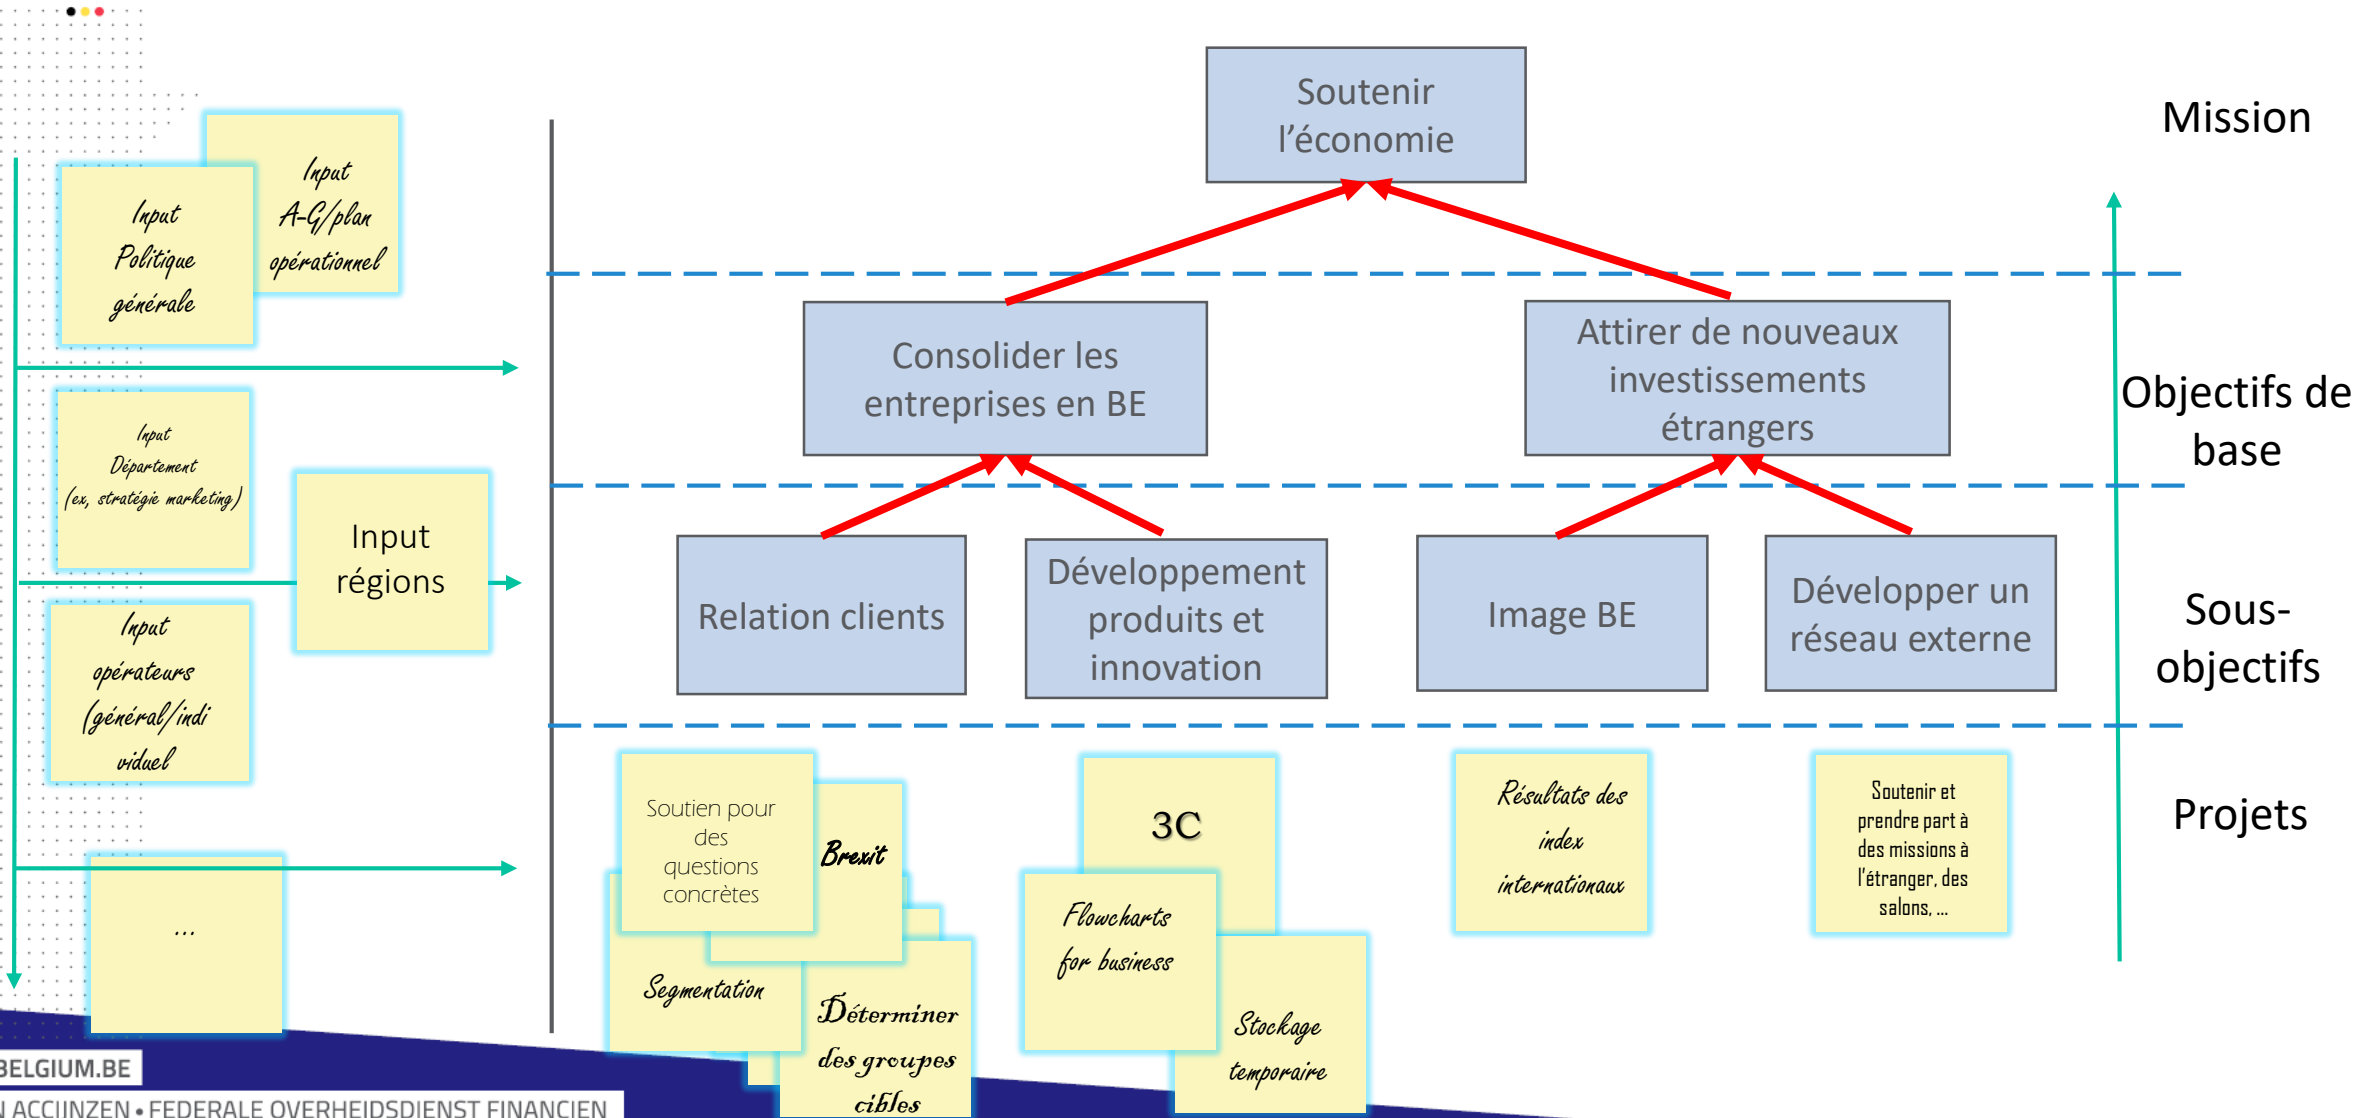 Soutenir
l’économie
Mission
Input
A-G/plan
opérationnel
Input
Politique
générale
Consolider les
entreprises en BE
Attirer de nouveaux
investissements
étrangers
Objectifs de
base
Input
Département
(ex, stratégie marketing)
Input
régions
Relation clients
Développement
produits et
innovation
Image BE
Développer un
réseau externe
Sous-
objectifs
Input
opérateurs
(général/indi
viduel
Soutien pour
des
questions
concrètes
Brexit
Segmentation
Déterminer
des groupes
cibles
3C
Flowcharts
for business
Stockage
temporaire
Résultats des
index
internationaux
Soutenir et
prendre part à
des missions à
l’étranger, des
salons, ...
Projets
...
BELGIUM.BE
N ACCIJNZEN • FEDERALE OVERHEIDSDIENST FINANCIEN